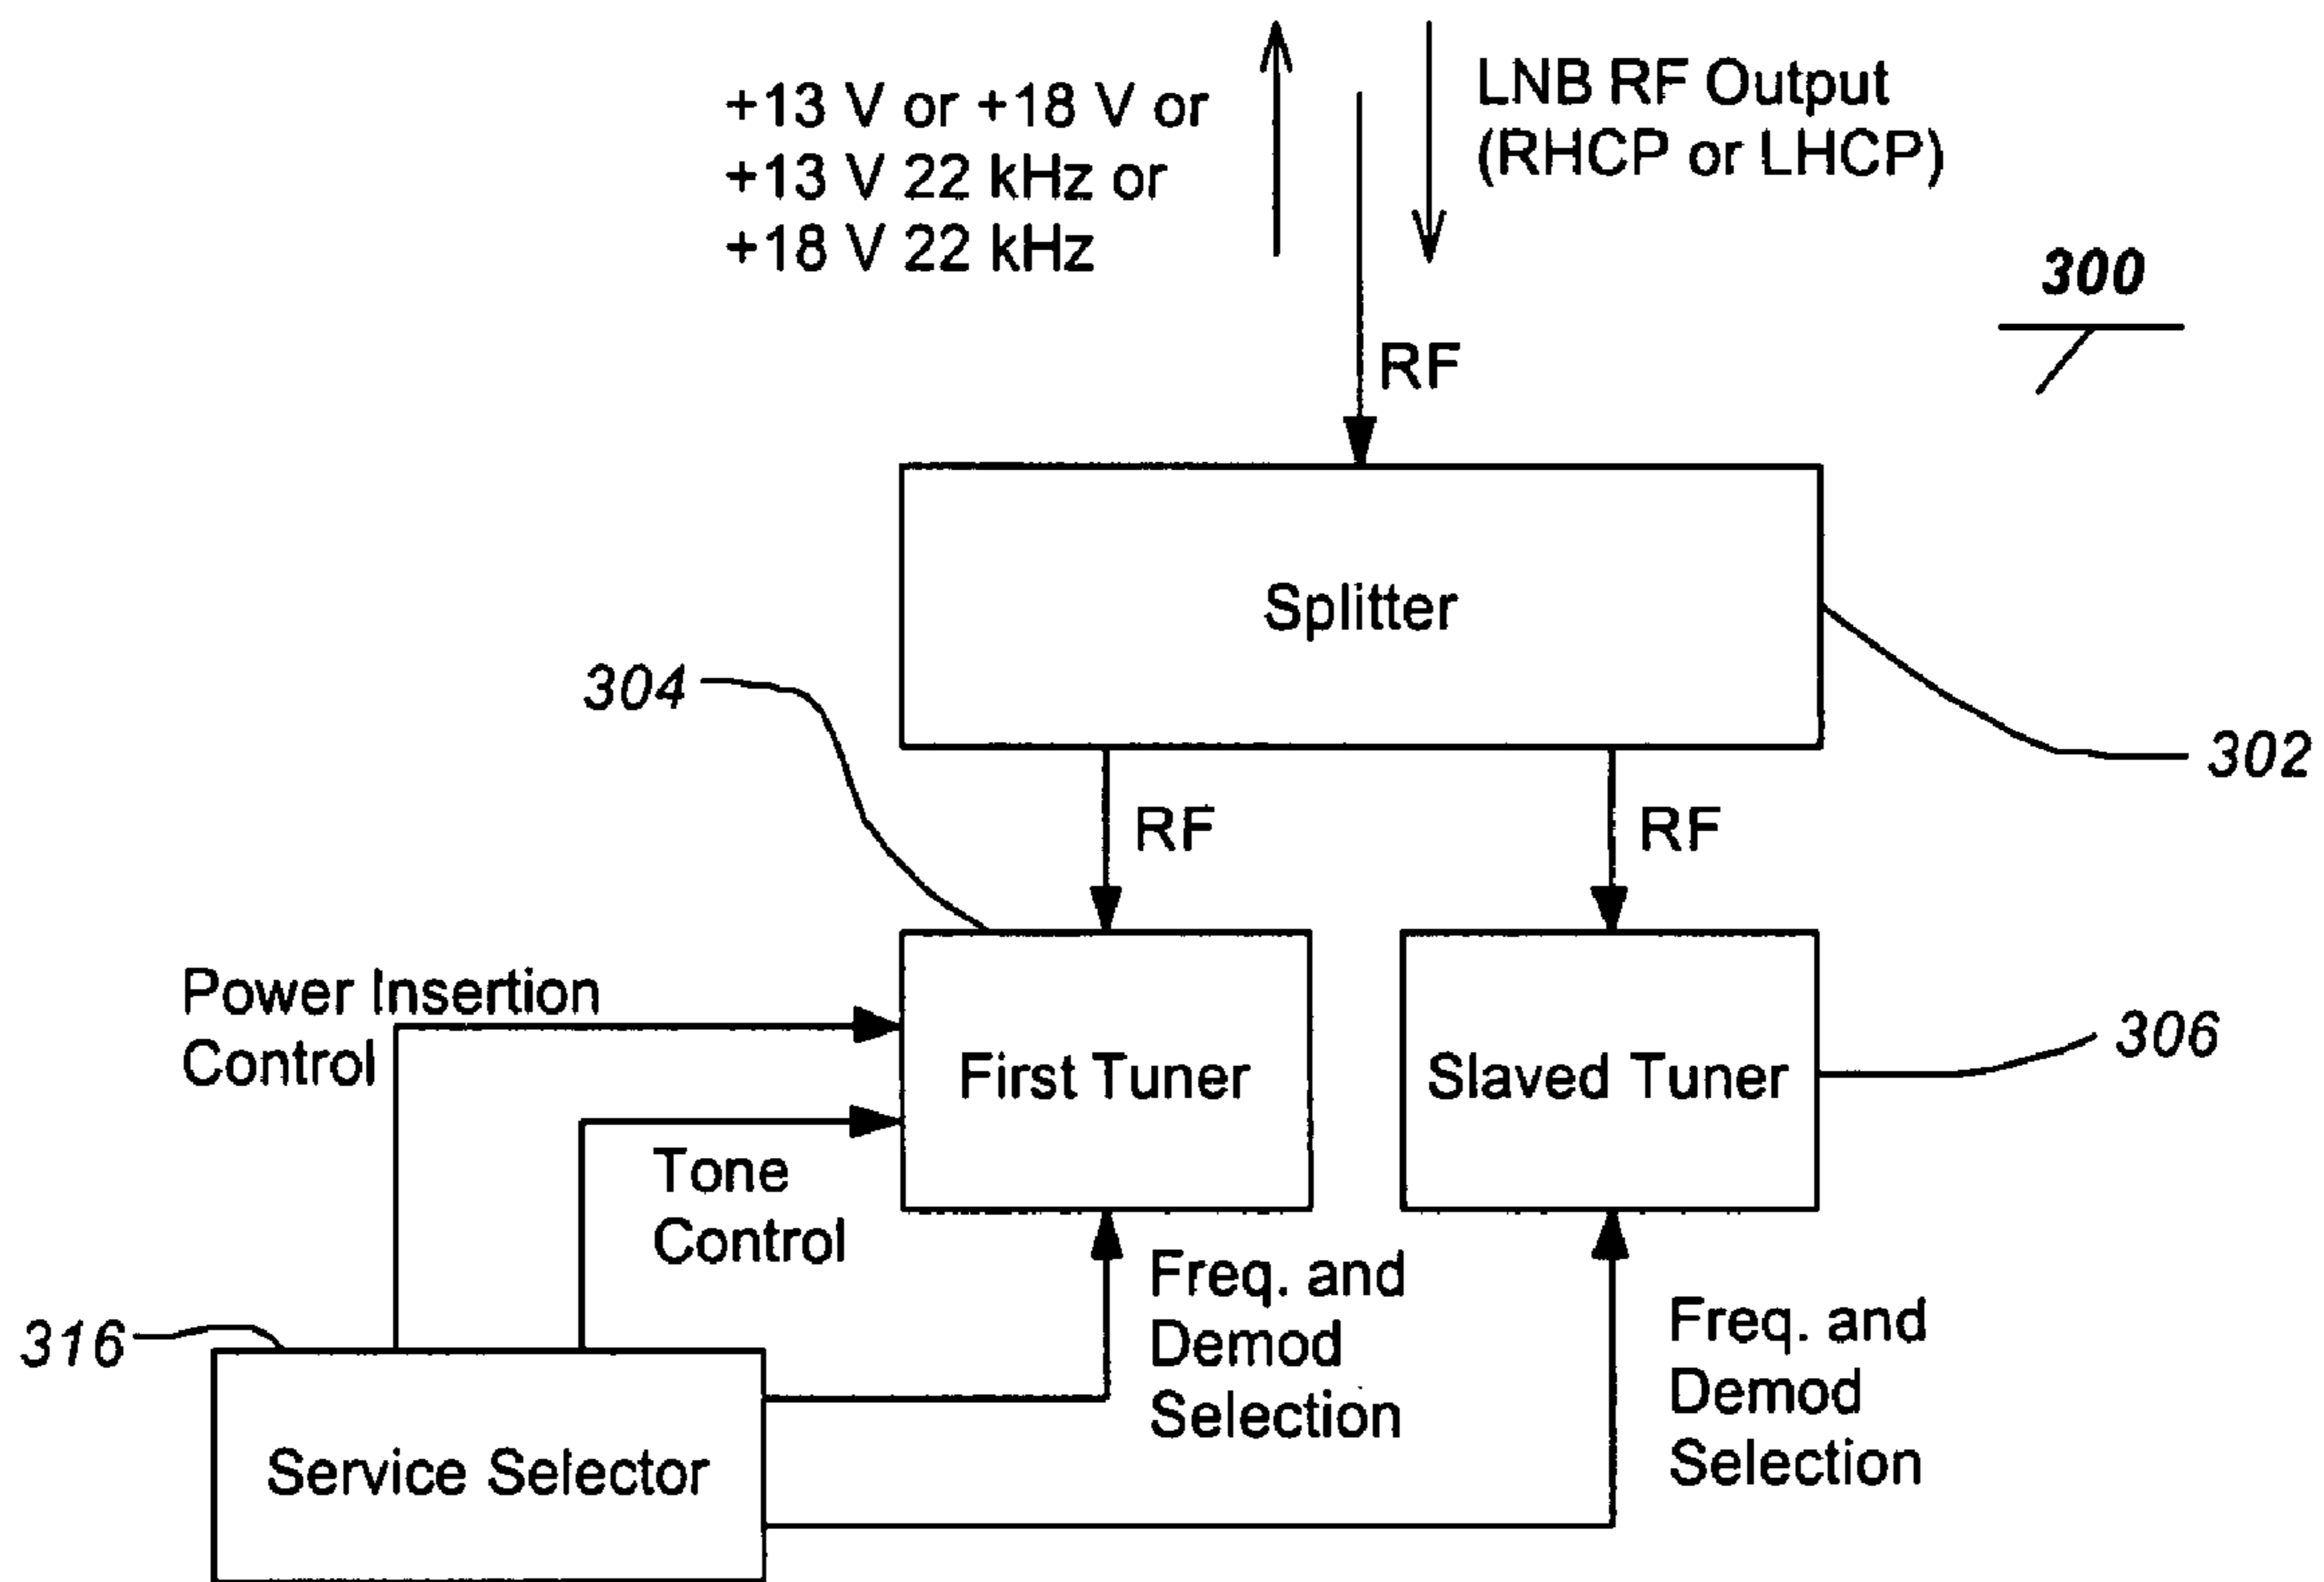 +13 V or +18 V or
+13 V 22 kHz or
+18 V 22 kHz
LNB RF Output
(RHCP or LHCP)
300
RF
Splitter
304
302
RF
RF
Power Insertion
Control
First Tuner
Slaved Tuner
306
Tone
Control
Freq. and
Demod
Selection
Freq. and
Demod
Selection
316
Service Selector